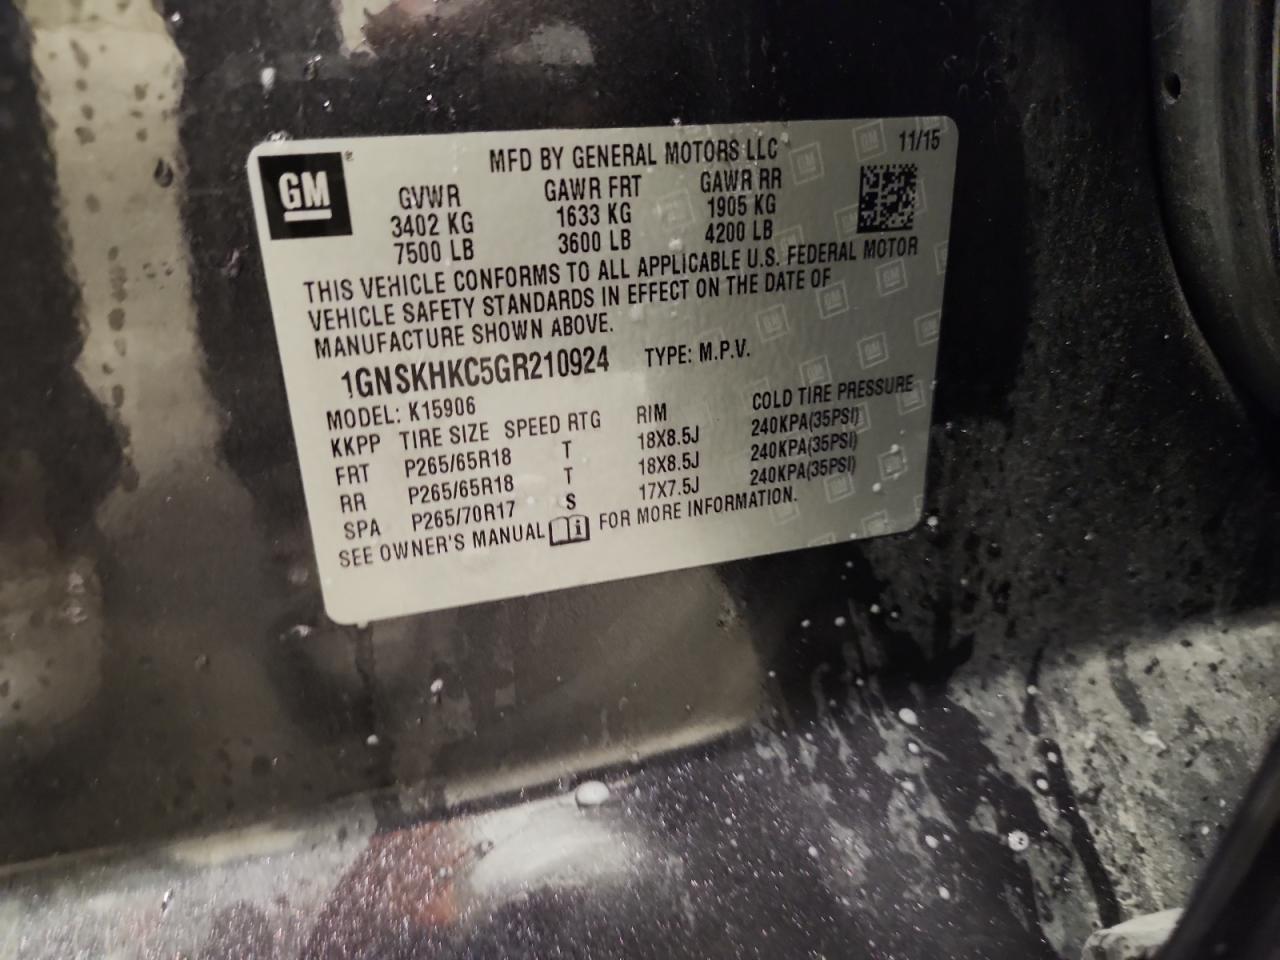 GM
MFD BY GENERAL MOTORS LLC 11/15
GVWR GAWR FRT GAWR RR
3402 KG 1633 KG 1905 KG
7500 LB 3600 LB 4200 LB
THIS VEHICLE CONFORMS TO ALL APPLICABLE U.S. FEDERAL MOTOR
VEHICLE SAFETY STANDARDS IN EFFECT ON THE DATE OF
MANUFACTURE SHOWN ABOVE.
1GNSKHKC5GR210924 TYPE: M.P.V.
MODEL: K15906
KKPP TIRE SIZE SPEED RTG RIM COLD TIRE PRESSURE
FRT P265/65R18 T 18X8.5J 240KPA(35PSI)
RR P265/65R18 T 18X8.5J 240KPA(35PSI)
SPA P265/70R17 S 17X7.5J 240KPA(35PSI)
SEE OWNER'S MANUAL FOR MORE INFORMATION.